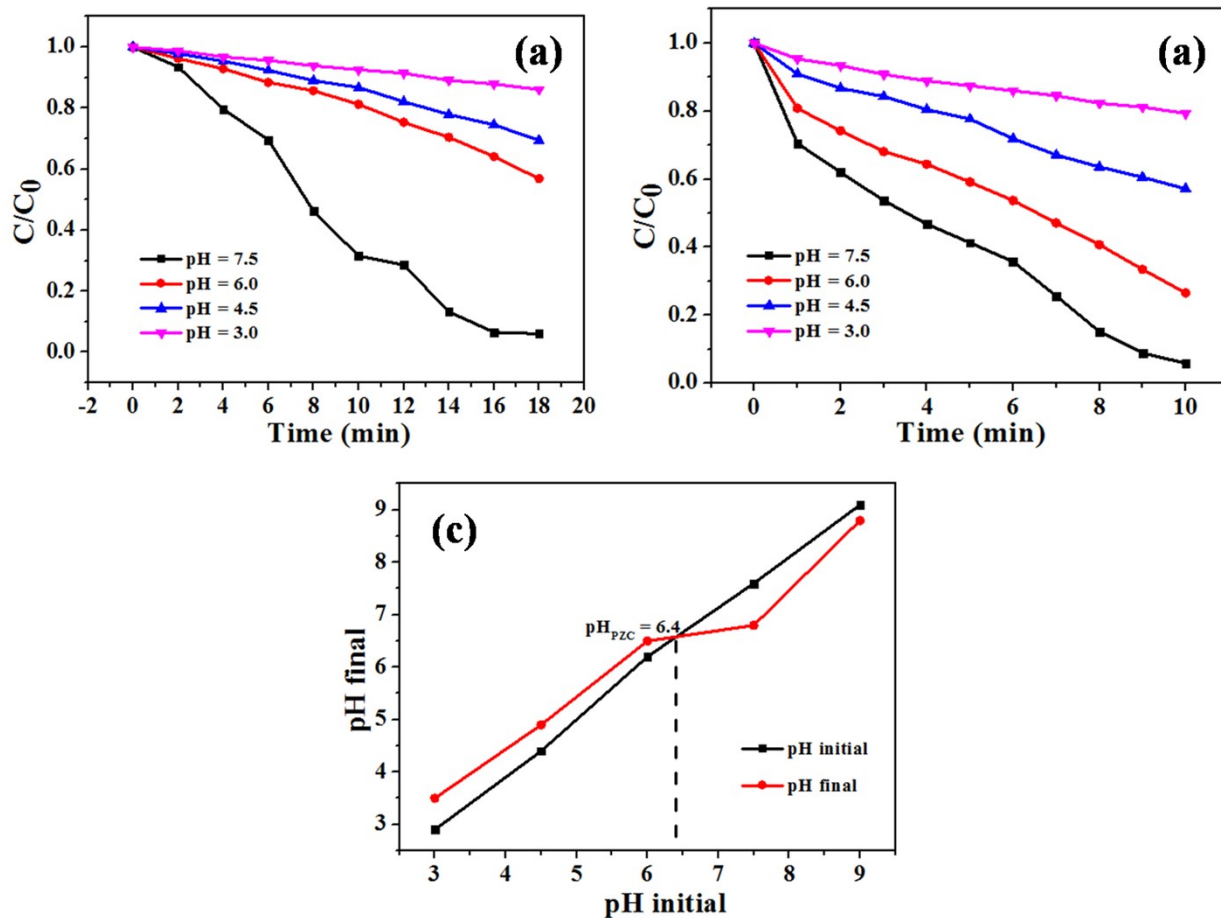 (a)
1.0
0.8
0.6
0.4
0.2
0.0
C/C0
pH = 7.5
pH = 6.0
pH = 4.5
pH = 3.0
-2 0 2 4 6 8 10 12 14 16 18 20
Time (min)
(a)
1.0
0.8
0.6
0.4
0.2
0.0
C/C0
pH = 7.5
pH = 6.0
pH = 4.5
pH = 3.0
0 2 4 6 8 10
Time (min)
(c)
9
8
7
6
5
4
3
pH final
pHPZC = 6.4
pH initial
pH final
3 4 5 6 7 8 9
pH initial